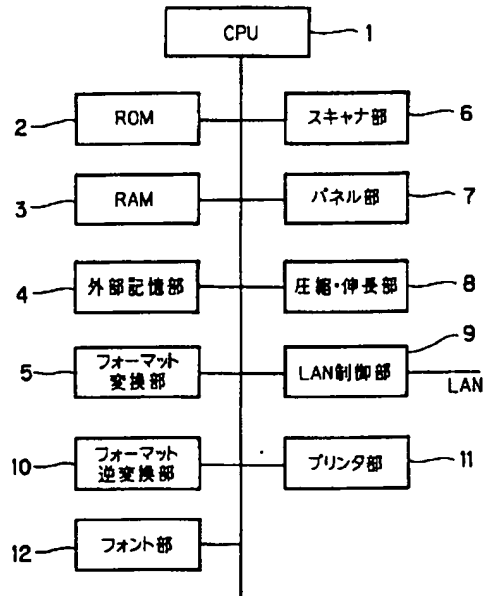 CPU 1
2 ROM
スキャナ部 6
3 RAM
パネル部 7
4 外部記憶部
圧縮・伸長部 8
5 フォーマット
変換部
LAN制御部 9
LAN
10 フォーマット
逆変換部
プリンタ部 11
12 フォント部